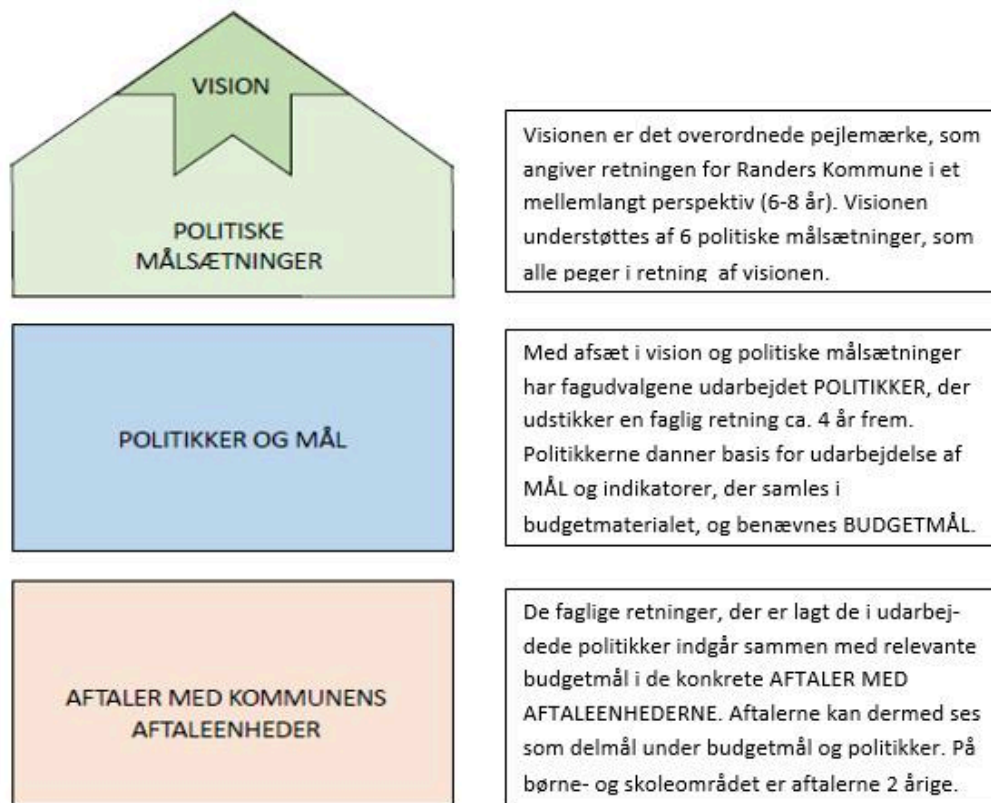 VISION
POLITISKE
MÅLSÆTNINGER
Visionen er det overordnede pejlemærke, som
angiver retningen for Randers Kommune i et
mellemlangt perspektiv (6-8 år). Visionen
understøttes af 6 politiske målsætninger, som
alle peger i retning af visionen.
POLITIKKER OG MÅL
Med afsæt i vision og politiske målsætninger
har fagudvalgene udarbejdet POLITIKKER, der
udstikker en faglig retning ca. 4 år frem.
Politikkerne danner basis for udarbejdelse af
MÅL og indikatorer, der samles i
budgetmaterialet, og benævnes BUDGETMÅL.
AFTALER MED KOMMUNENS
AFTALEENHEDER
De faglige retninger, der er lagt de i udarbej-
dede politikker indgår sammen med relevante
budgetmål i de konkrete AFTALER MED
AFTALEENHEDERNE. Aftalerne kan dermed ses
som delmål under budgetmål og politikker. På
børne- og skoleområdet er aftalerne 2 årige.